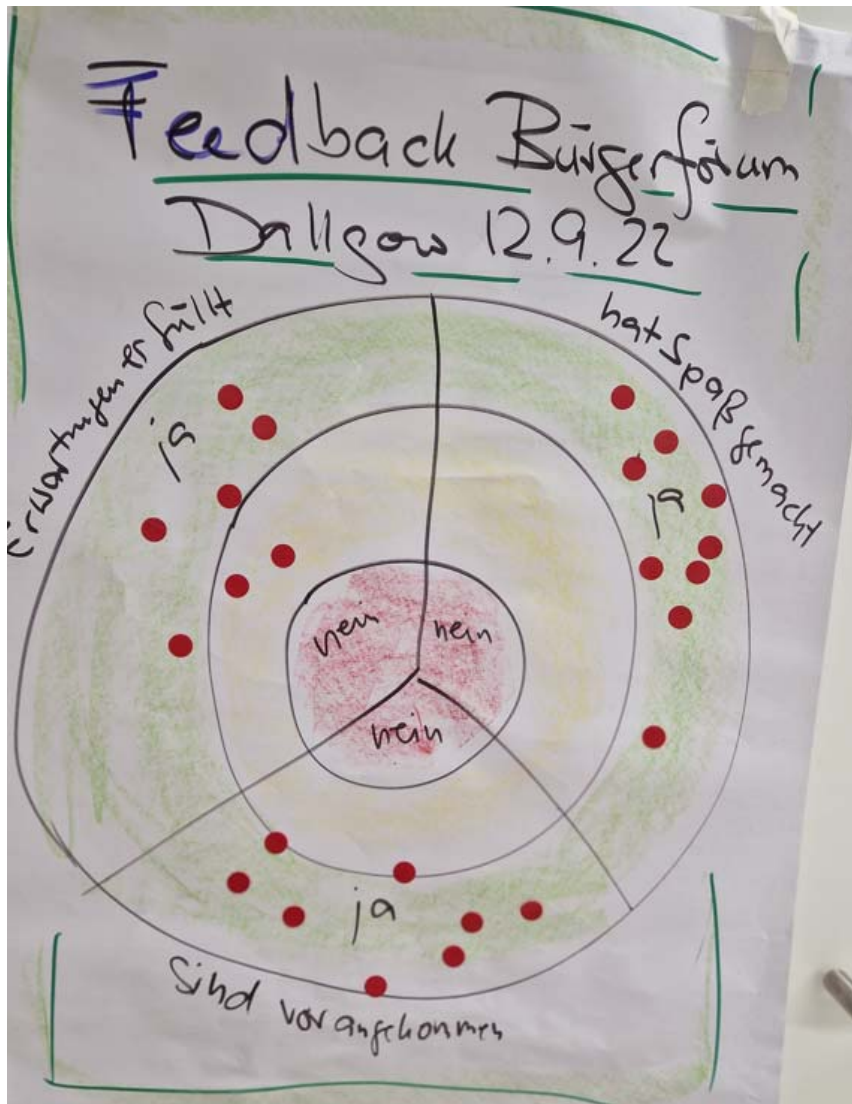 Feedback Bürgerforum
Dallgow 12.9.22
Erwartungen erfüllt
hat Spaß gemacht
ja
ja
nein
nein
nein
ja
Sind vorangekommen